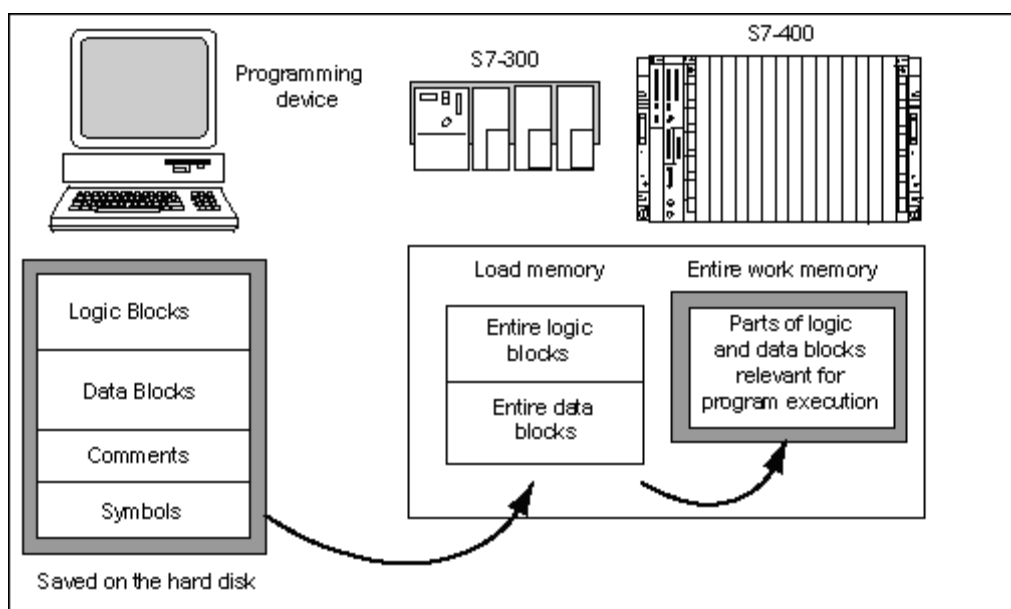 Programming
device
S7-300
S7-400
Logic Blocks
Data Blocks
Comments
Symbols
Saved on the hard disk
Load memory
Entire logic
blocks
Entire data
blocks
Entire work memory
Parts of logic
and data blocks
relevant for
program execution